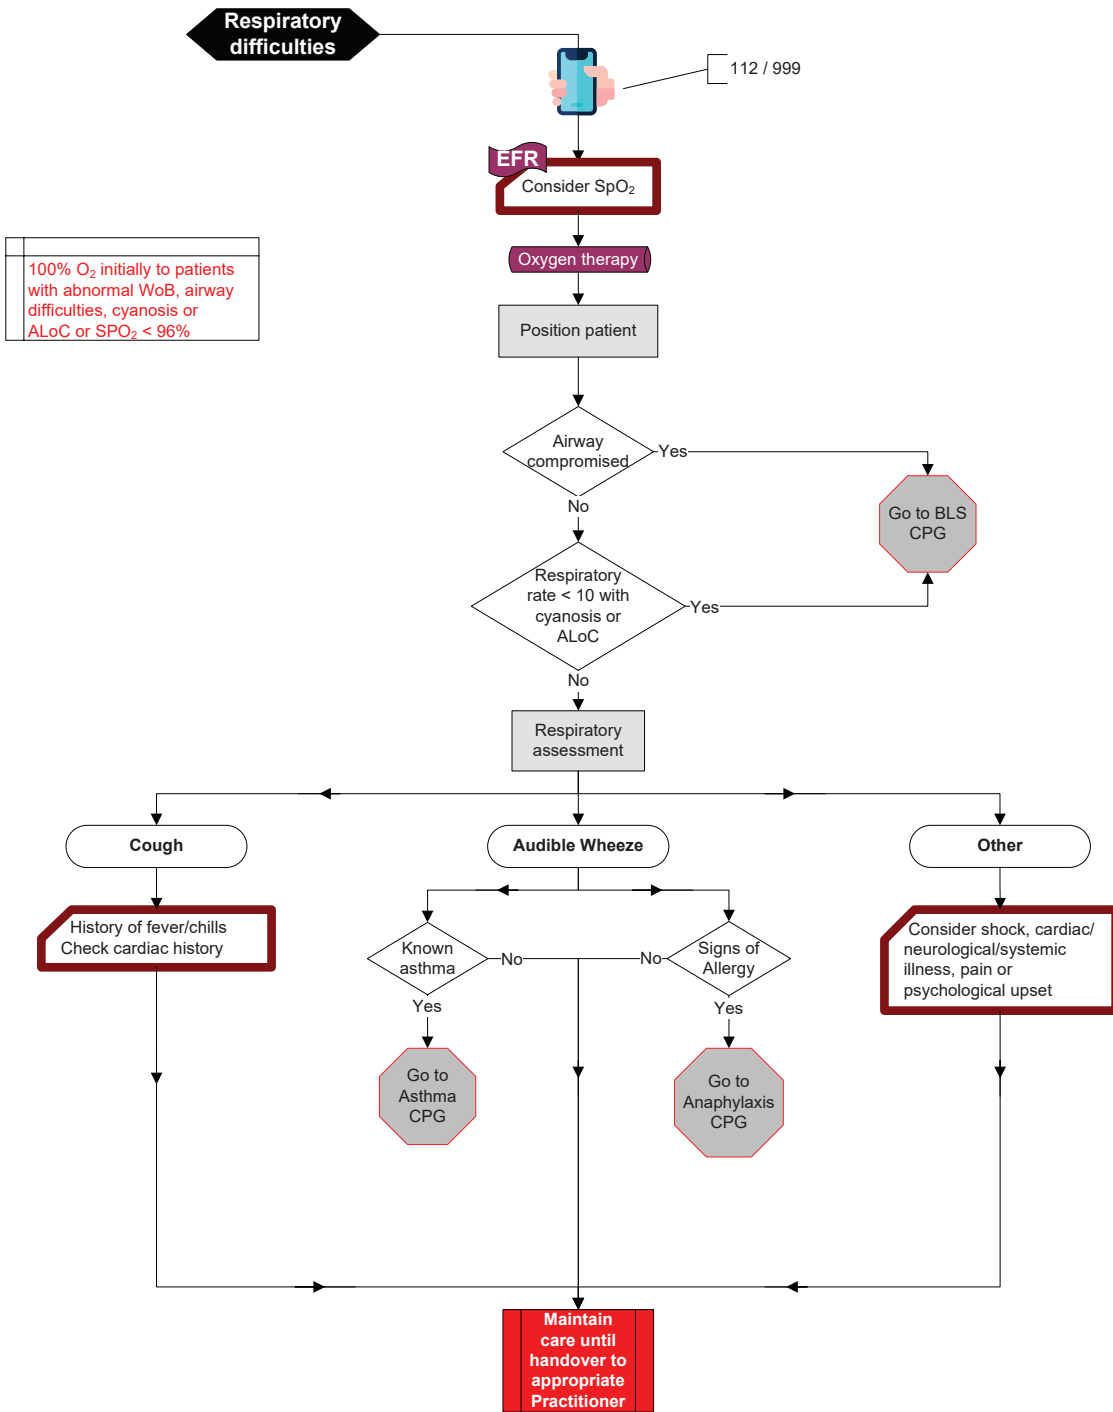 Respiratory
difficulties
112 / 999
EFR
Consider SpO₂
Oxygen therapy
100% O₂ initially to patients
with abnormal WoB, airway
difficulties, cyanosis or
ALoC or SPO₂ < 96%
Position patient
Airway
compromised
Yes
No
Go to BLS
CPG
Respiratory
rate < 10 with
cyanosis or
ALoC
Yes
No
Respiratory
assessment
Cough
Audible Wheeze
Other
History of fever/chills
Check cardiac history
Known
asthma
No
No
Signs of
Allergy
Consider shock, cardiac/
neurological/systemic
illness, pain or
psychological upset
Yes
Yes
Go to
Asthma
CPG
Go to
Anaphylaxis
CPG
Maintain
care until
handover to
appropriate
Practitioner